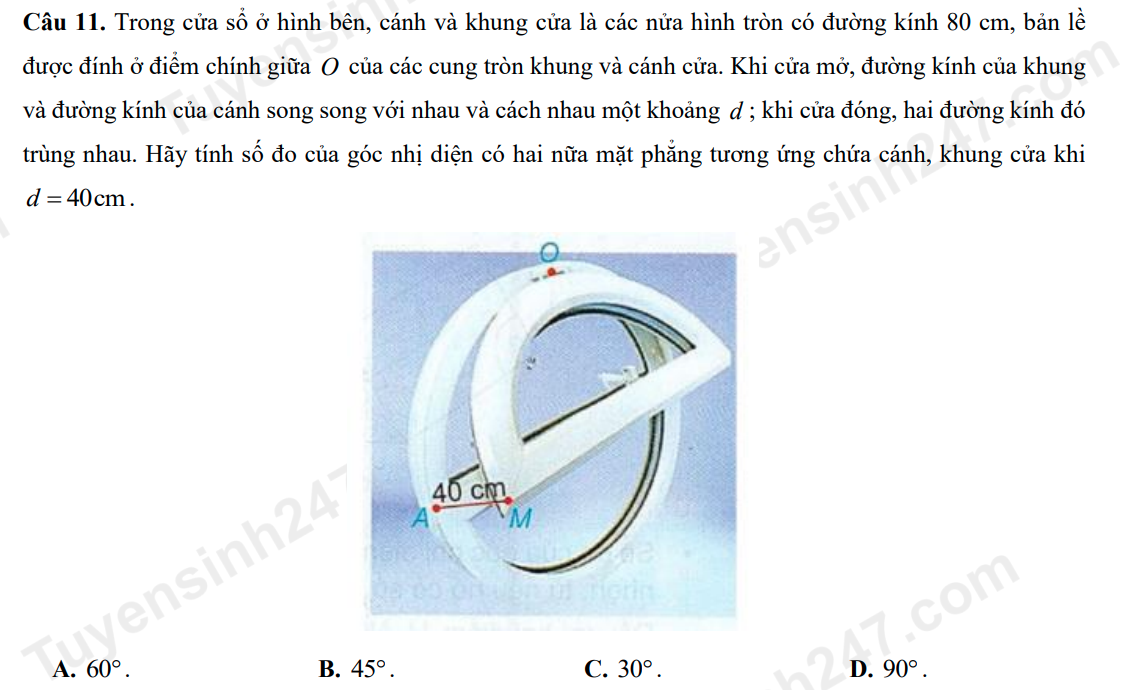 Câu 11. Trong cửa sổ ở hình bên, cánh và khung cửa là các nửa hình tròn có đường kính 80 cm, bản lề
được đính ở điểm chính giữa O của các cung tròn khung và cánh cửa. Khi cửa mở, đường kính của khung
và đường kính của cánh song song với nhau và cách nhau một khoảng d ; khi cửa đóng, hai đường kính đó
trùng nhau. Hãy tính số đo của góc nhị diện có hai nữa mặt phẳng tương ứng chứa cánh, khung cửa khi
d = 40cm .
O
40 cm
A
M
A. 60° .
B. 45° .
C. 30° .
D. 90° .
Tuyensinh247.com